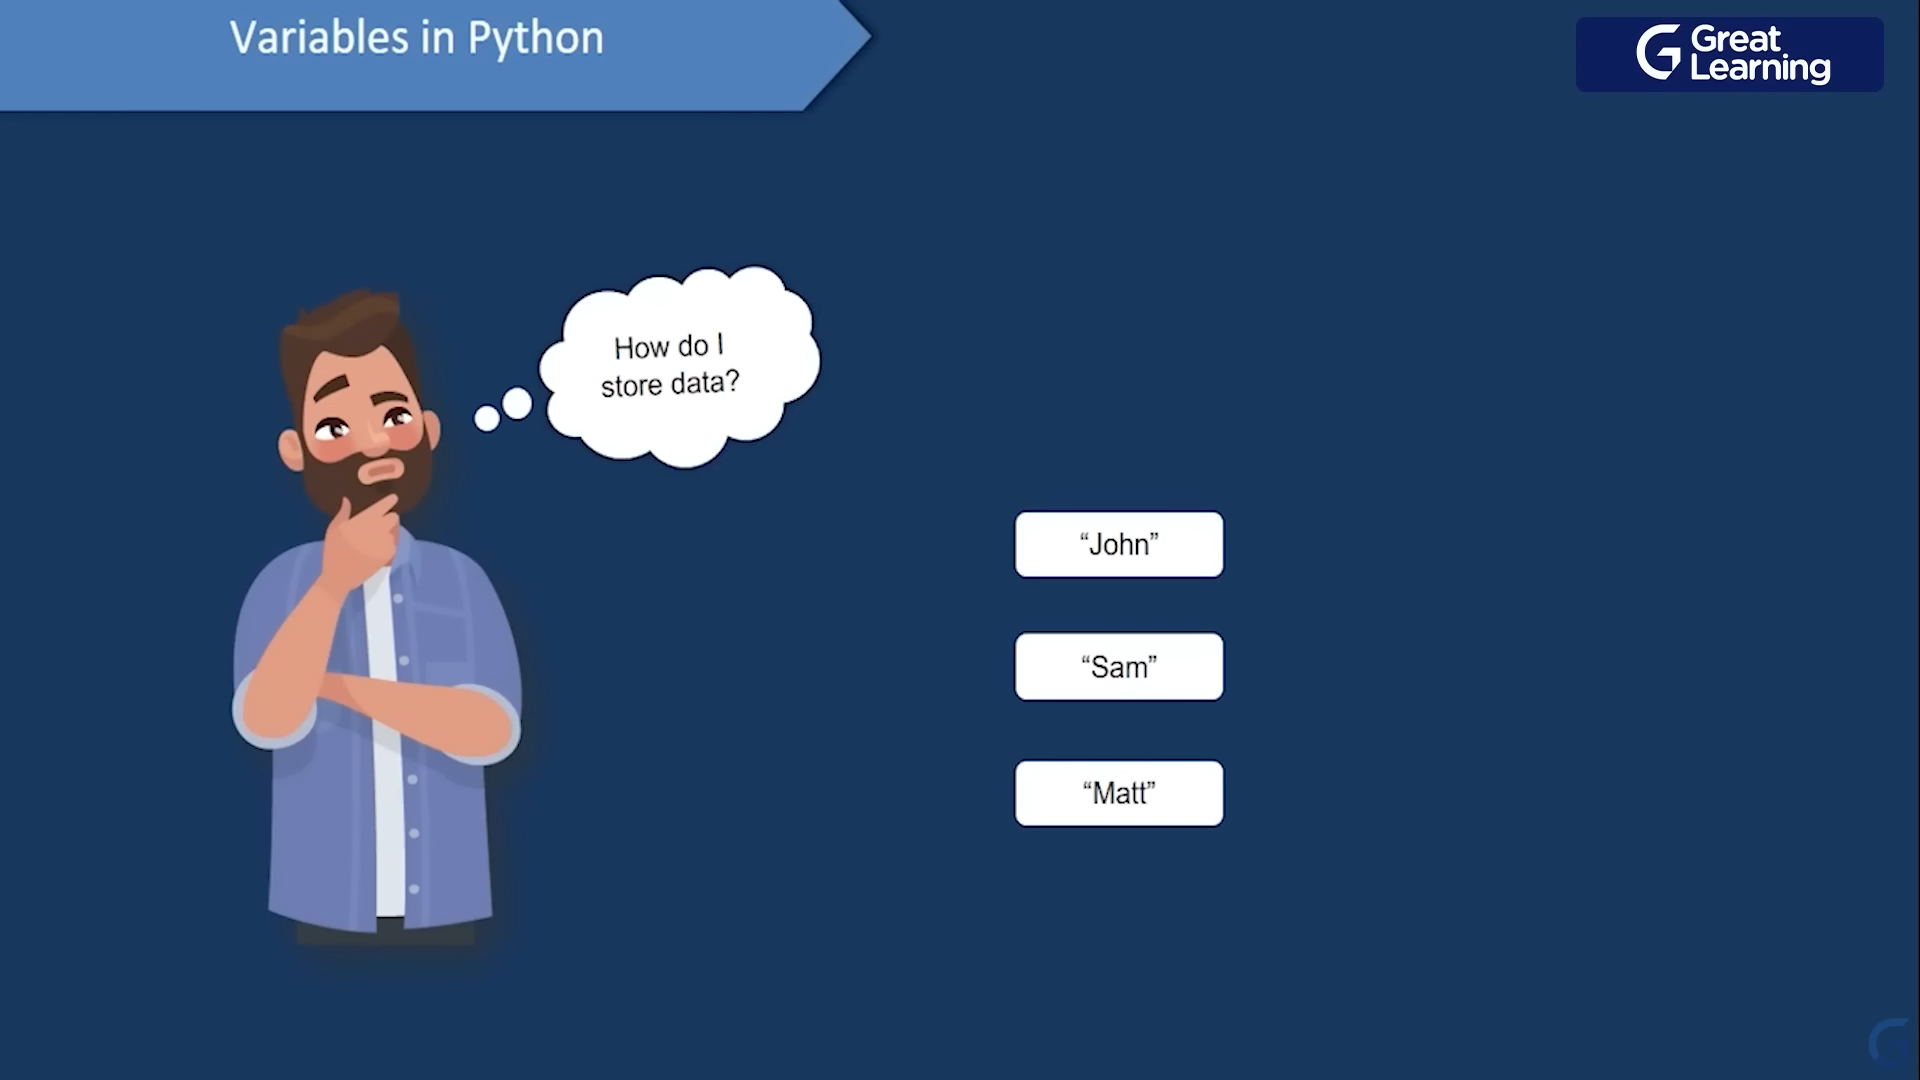 Variables in Python
Great
Learning
How do I
store data?
“John”
“Sam”
“Matt”